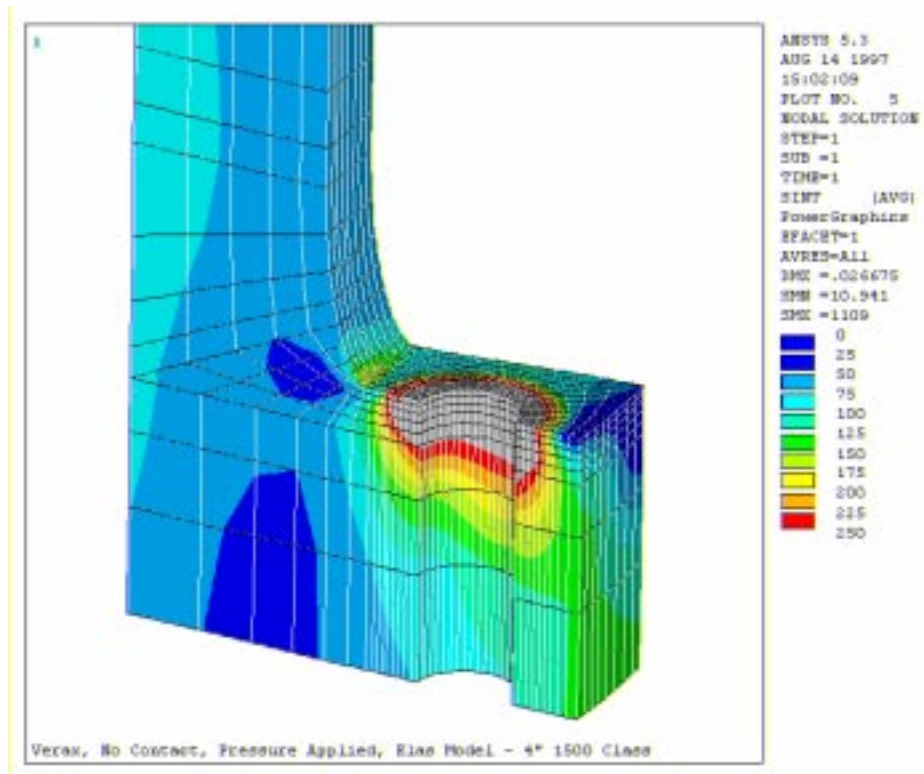 1
ANSYS 5.3
AUG 14 1997
15:02:09
PLOT NO. 5
NODAL SOLUTION
STEP=1
SUB =1
TIME=1
SINT (AVG)
PowerGraphics
EFACET=1
AVRES=All
DMX =.026675
SMN =10.941
SMX =1109
0
25
50
75
100
125
150
175
200
225
250
Verax, No Contact, Pressure Applied, Elas Model - 4" 1500 Class